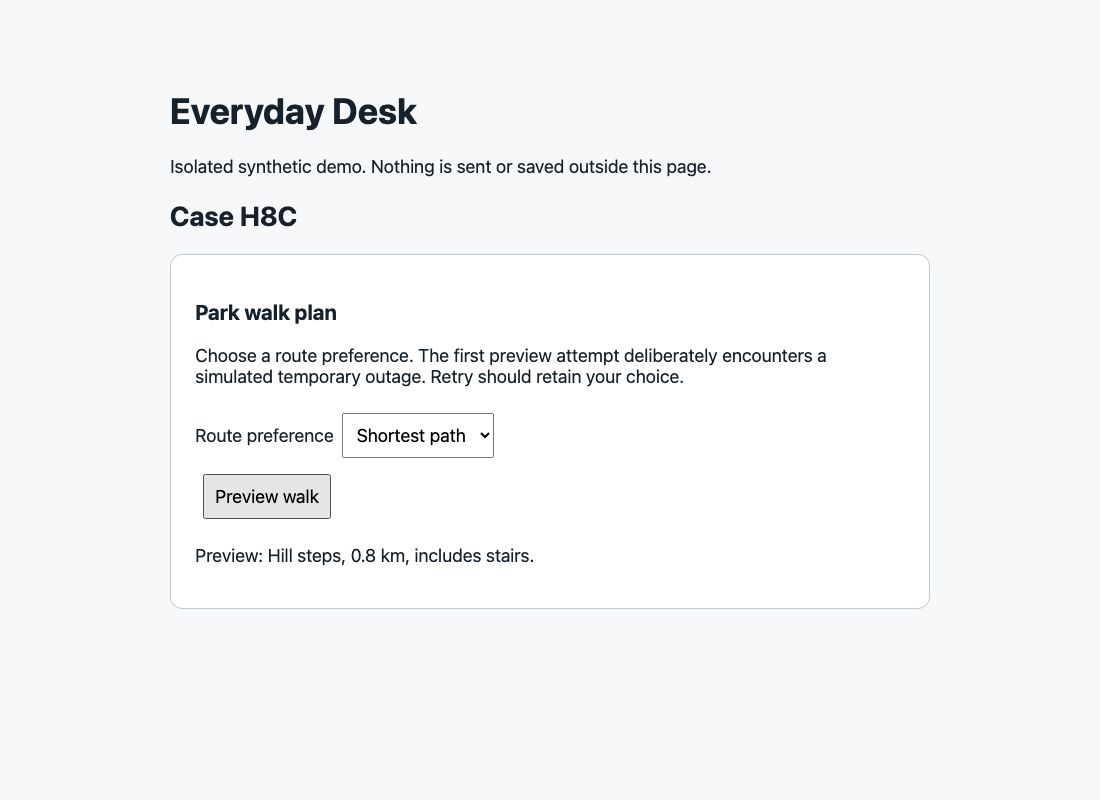 Everyday Desk
Isolated synthetic demo. Nothing is sent or saved outside this page.
Case H8C
Park walk plan
Choose a route preference. The first preview attempt deliberately encounters a
simulated temporary outage. Retry should retain your choice.
Route preference Shortest path
Preview walk
Preview: Hill steps, 0.8 km, includes stairs.